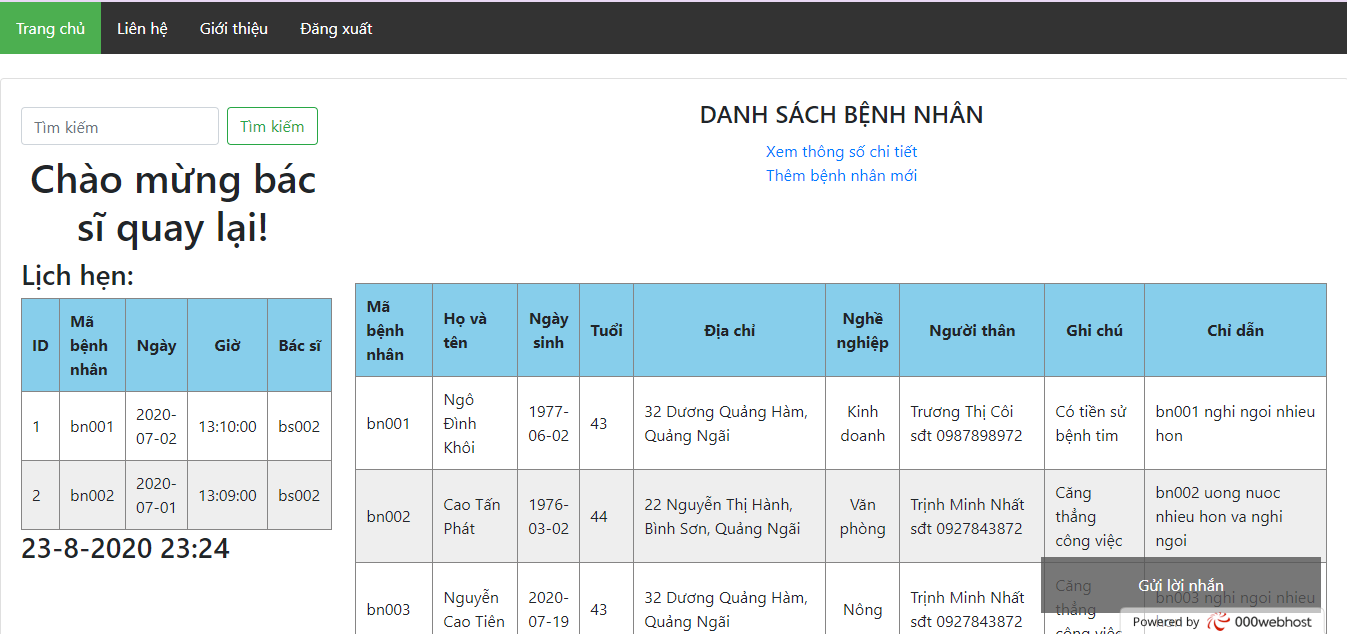 Trang chủ Liên hệ Giới thiệu Đăng xuất
Tìm kiếm Tìm kiếm
Chào mừng bác
sĩ quay lại!
Lịch hẹn:
ID Mã bệnh nhân Ngày Giờ Bác sĩ
1 bn001 2020-07-02 13:10:00 bs002
2 bn002 2020-07-01 13:09:00 bs002
23-8-2020 23:24
DANH SÁCH BỆNH NHÂN
Xem thông số chi tiết
Thêm bệnh nhân mới
Mã bệnh nhân Họ và tên Ngày sinh Tuổi Địa chỉ Nghề nghiệp Người thân Ghi chú Chỉ dẫn
bn001 Ngô Đình Khôi 1977-06-02 43 32 Dương Quảng Hàm, Quảng Ngãi Kinh doanh Trương Thị Côi sđt 0987898972 Có tiền sử bệnh tim bn001 nghi ngoi nhieu hon
bn002 Cao Tấn Phát 1976-03-02 44 22 Nguyễn Thị Hành, Bình Sơn, Quảng Ngãi Văn phòng Trịnh Minh Nhất sđt 0927843872 Căng thẳng công việc bn002 uong nuoc nhieu hon va nghi ngoi
bn003 Nguyễn Cao Tiên 2020-07-19 43 32 Dương Quảng Hàm, Quảng Ngãi Nông Trịnh Minh Nhất sđt 0927843872 Căng thẳng công việc bn003 nghi ngoi nhieu
Gửi lời nhắn
Powered by 000webhost